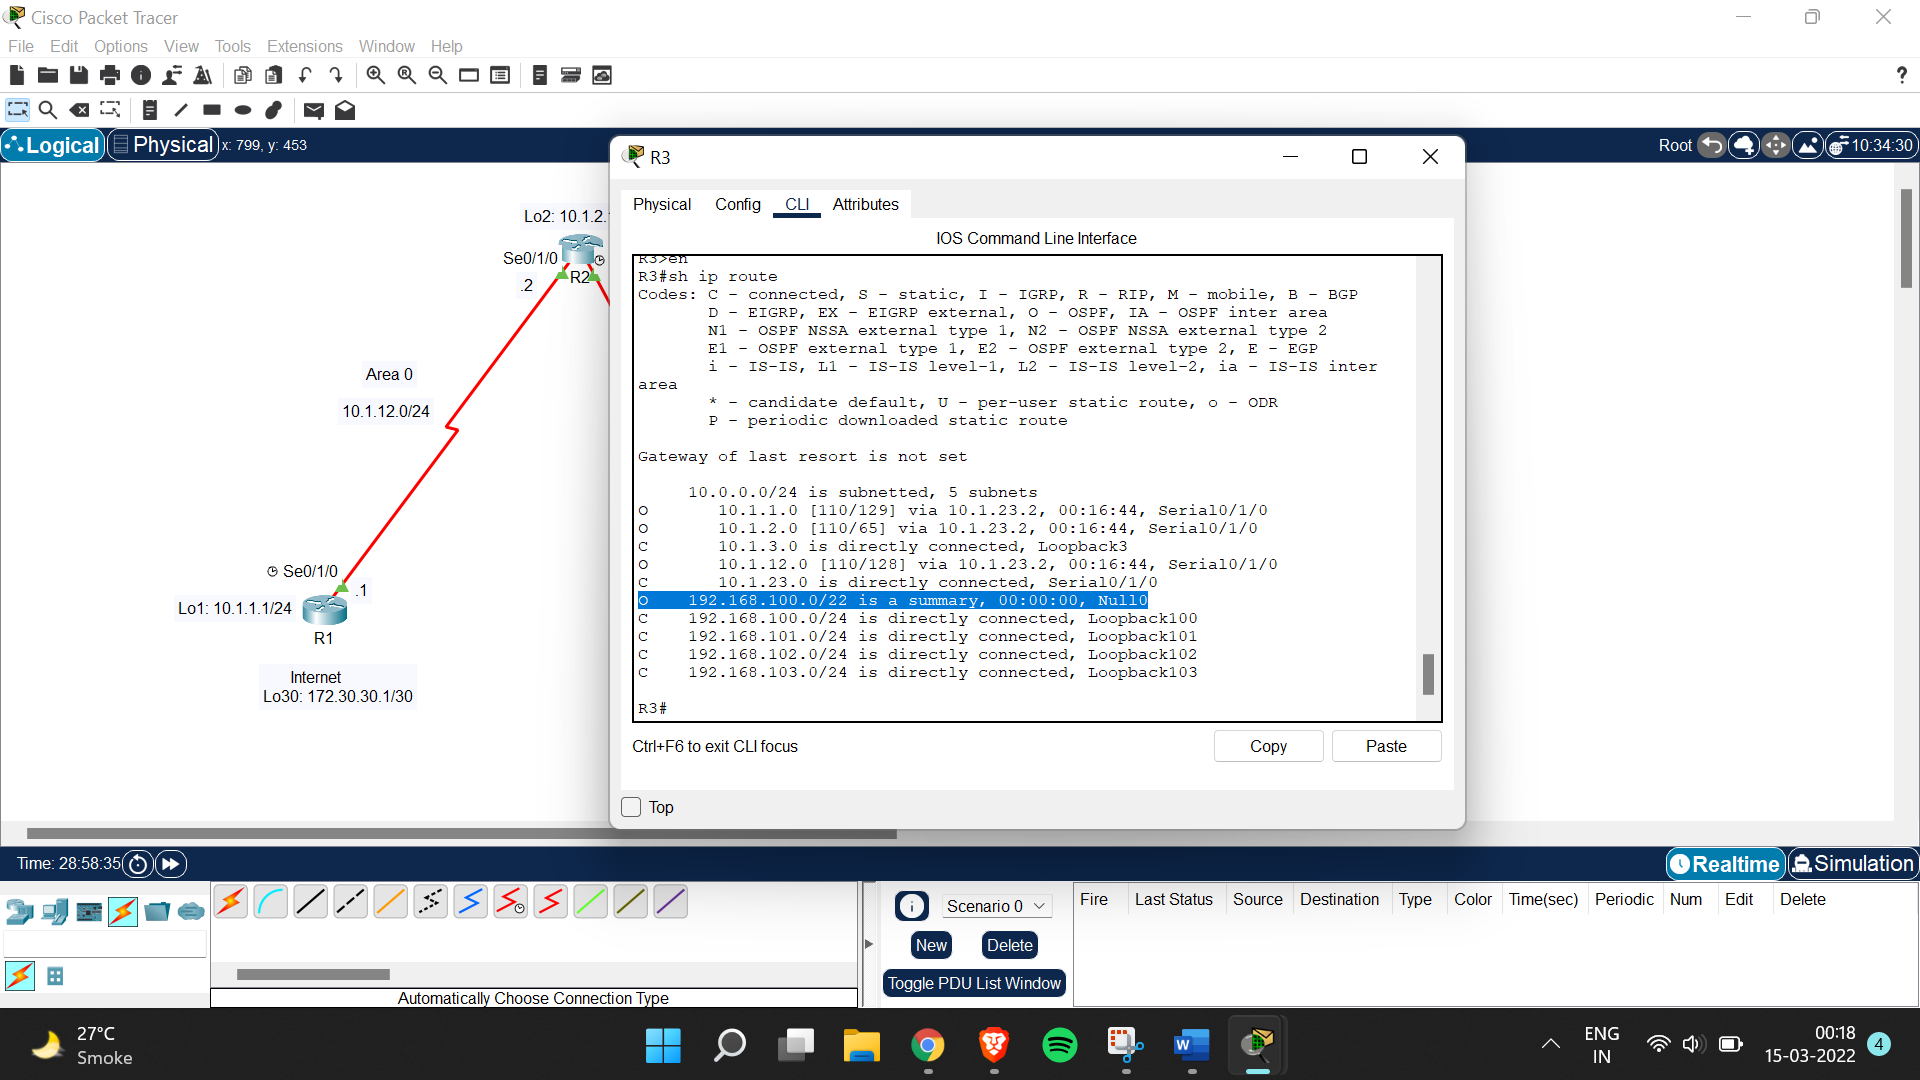 Cisco Packet Tracer
File Edit Options View Tools Extensions Window Help
?
Logical Physical x: 799, y: 453
Root 10:34:30
Lo2: 10.1.2.
Se0/1/0
.2
R2
Area 0
10.1.12.0/24
Se0/1/0
.1
Lo1: 10.1.1.1/24
R1
Internet
Lo30: 172.30.30.1/30
R3
Physical Config CLI Attributes
IOS Command Line Interface
R3>en
R3#sh ip route
Codes: C - connected, S - static, I - IGRP, R - RIP, M - mobile, B - BGP
D - EIGRP, EX - EIGRP external, O - OSPF, IA - OSPF inter area
N1 - OSPF NSSA external type 1, N2 - OSPF NSSA external type 2
E1 - OSPF external type 1, E2 - OSPF external type 2, E - EGP
i - IS-IS, L1 - IS-IS level-1, L2 - IS-IS level-2, ia - IS-IS inter
area
* - candidate default, U - per-user static route, o - ODR
P - periodic downloaded static route
Gateway of last resort is not set
10.0.0.0/24 is subnetted, 5 subnets
O 10.1.1.0 [110/129] via 10.1.23.2, 00:16:44, Serial0/1/0
O 10.1.2.0 [110/65] via 10.1.23.2, 00:16:44, Serial0/1/0
C 10.1.3.0 is directly connected, Loopback3
O 10.1.12.0 [110/128] via 10.1.23.2, 00:16:44, Serial0/1/0
C 10.1.23.0 is directly connected, Serial0/1/0
O 192.168.100.0/22 is a summary, 00:00:00, Null0
C 192.168.100.0/24 is directly connected, Loopback100
C 192.168.101.0/24 is directly connected, Loopback101
C 192.168.102.0/24 is directly connected, Loopback102
C 192.168.103.0/24 is directly connected, Loopback103
R3#
Ctrl+F6 to exit CLI focus
Copy Paste
Top
Time: 28:58:35
Realtime Simulation
Scenario 0
New Delete
Toggle PDU List Window
Fire Last Status Source Destination Type Color Time(sec) Periodic Num Edit Delete
Automatically Choose Connection Type
27°C
Smoke
ENG
IN
00:18
15-03-2022
4